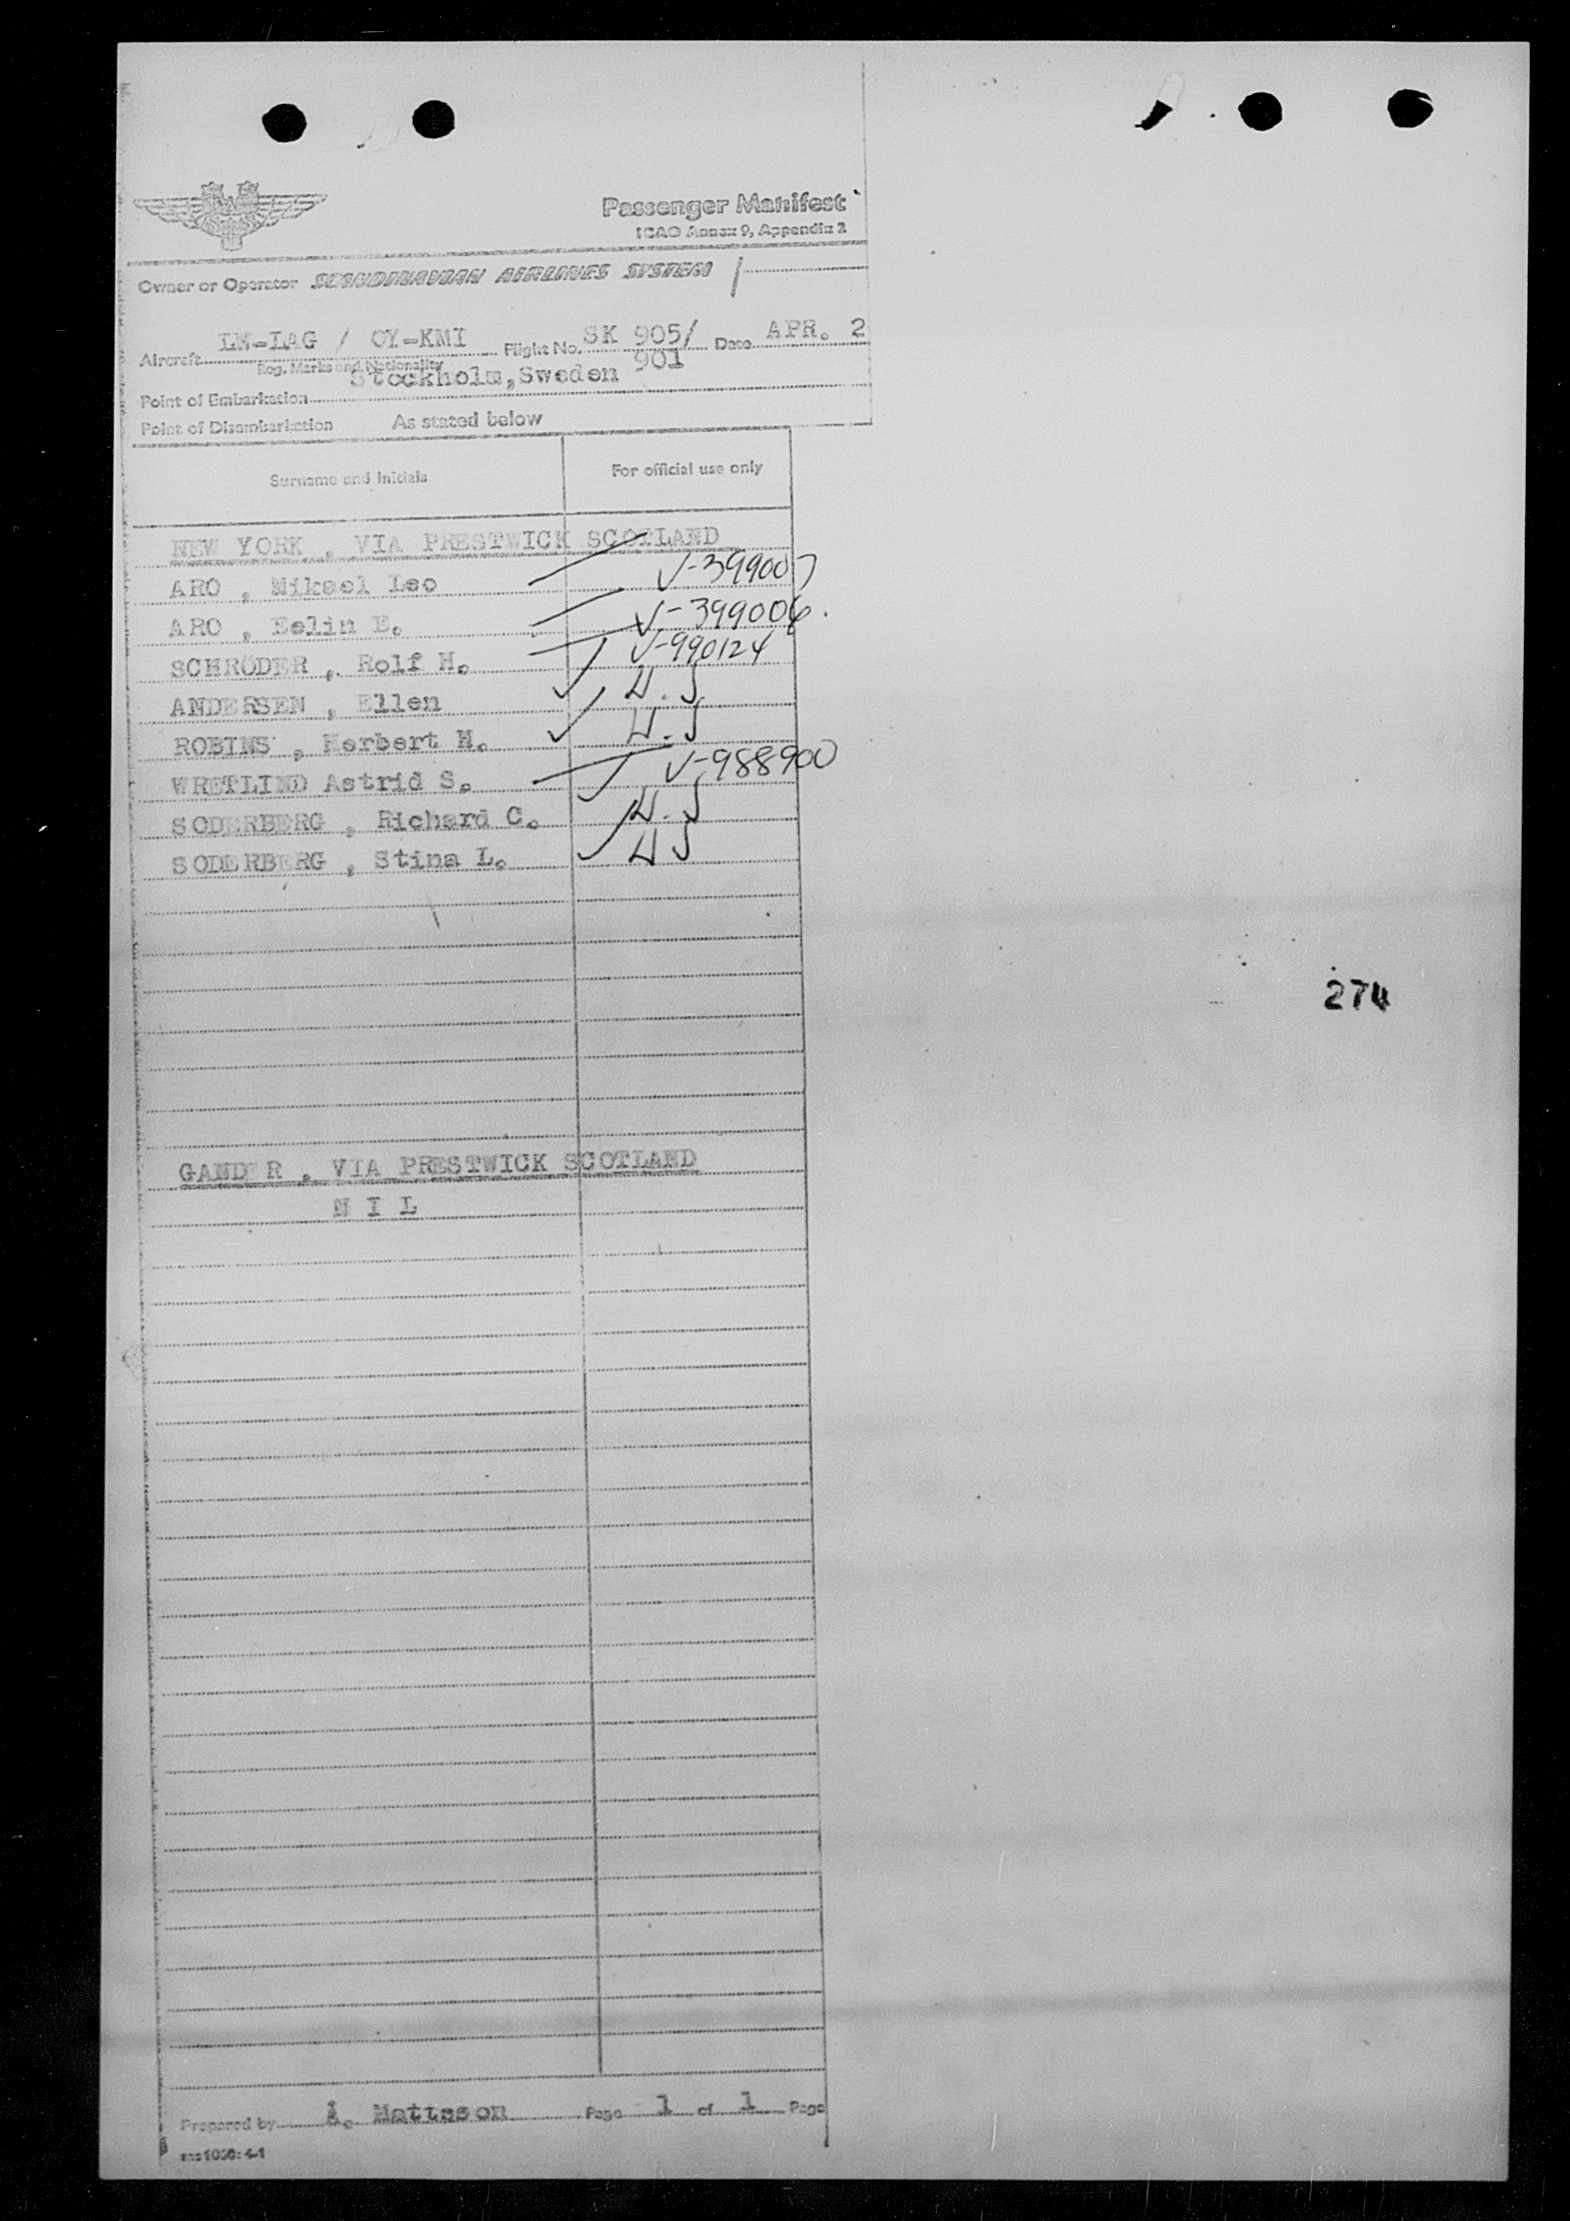 Passenger Manifest
ICAO Annex 9, Appendix 2
Owner or Operator SCANDINAVIAN AIRLINES SYSTEM
Aircraft LN-LAG / OY-KMI Flight No. SK 905/ Date APR. 2
Reg. Marks and Nationality 901
Stockholm, Sweden
Point of Embarkation
Point of Disembarkation As stated below
Surname and Initials For official use only
NEW YORK , VIA PRESTWICK SCOTLAND
ARO , Mikael Leo V-399007
ARO , Eelin E. V-399006
SCHRÖDER , Rolf H. V-990124
ANDERSEN , Ellen U.S
ROBINS , Herbert H. U.S
WRETLIND Astrid S. V-988900
SODERBERG , Richard C. U.S
SODERBERG , Stina L. US
274
GANDER , VIA PRESTWICK SCOTLAND
N I L
Prepared by Mattsson Page 1 of 1 Page